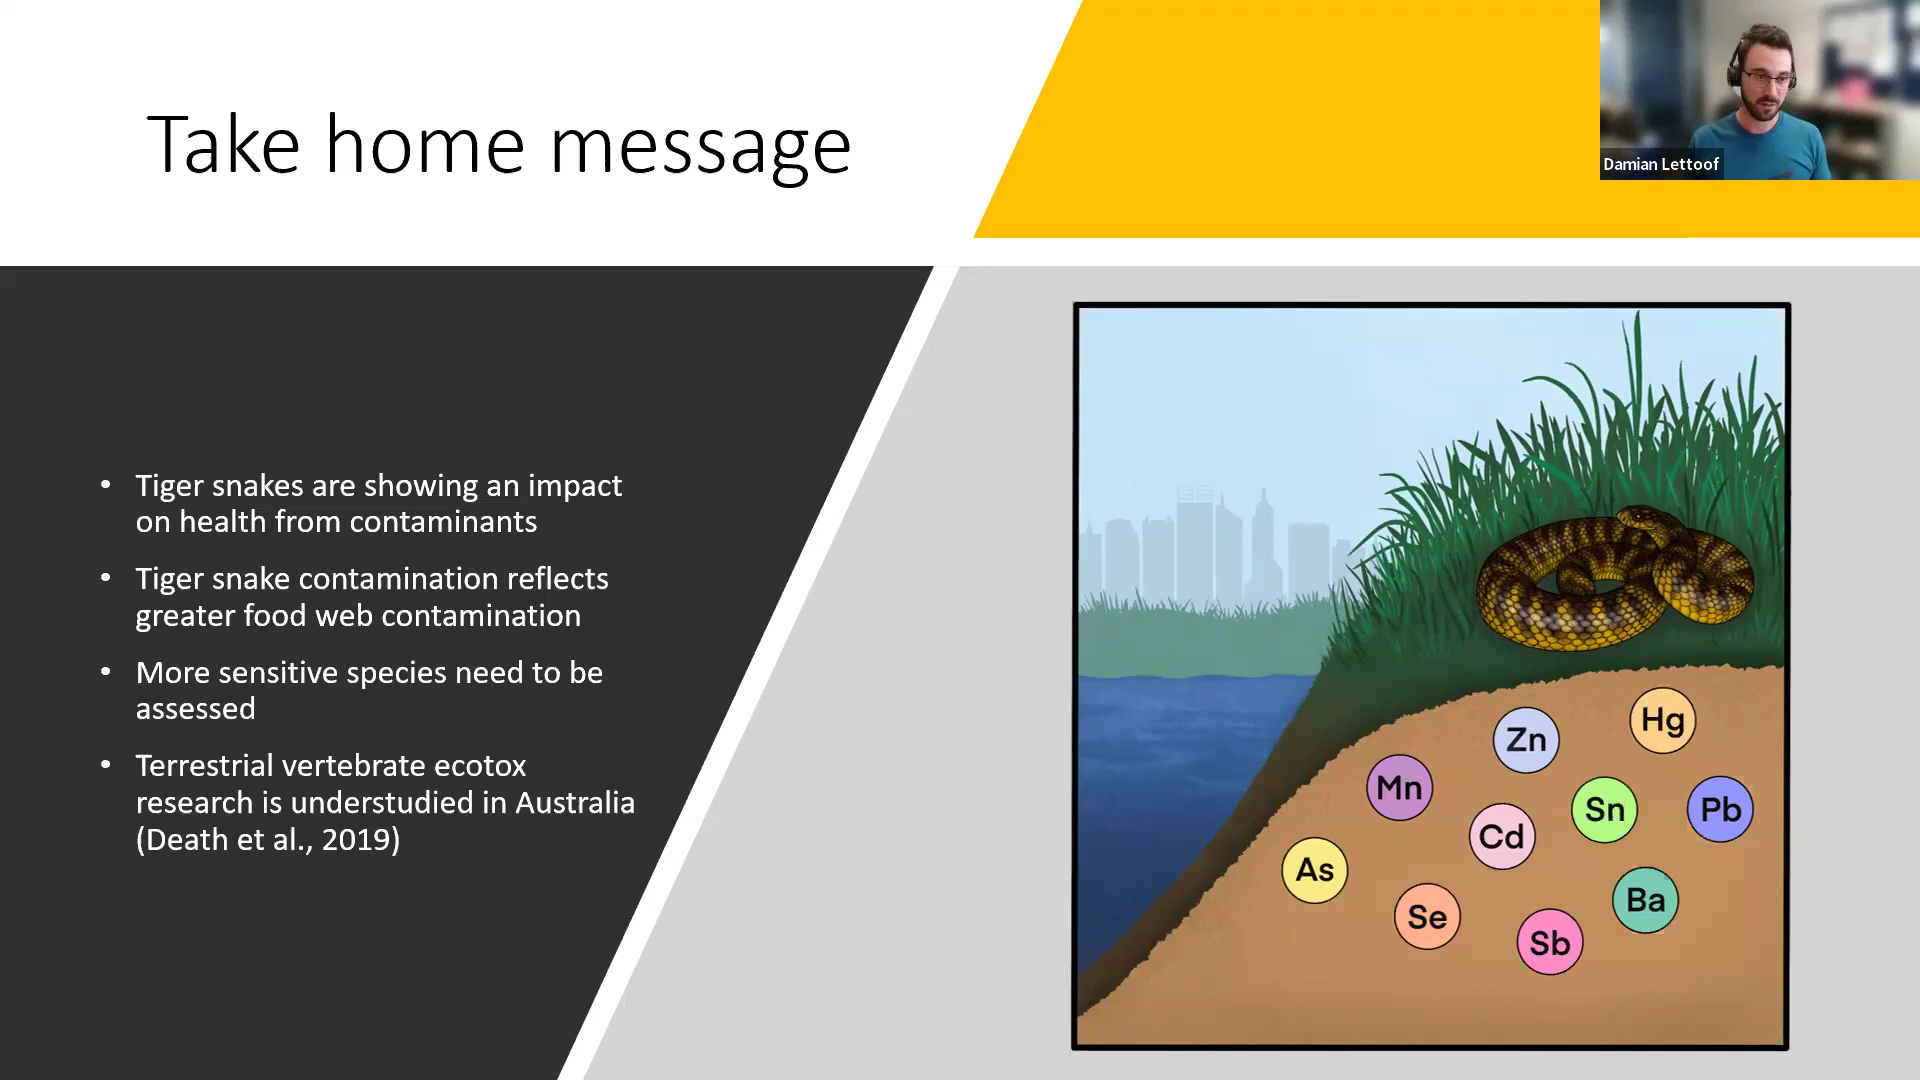 Take home message
Damian Lettoof
• Tiger snakes are showing an impact
on health from contaminants
• Tiger snake contamination reflects
greater food web contamination
• More sensitive species need to be
assessed
• Terrestrial vertebrate ecotox
research is understudied in Australia
(Death et al., 2019)
Hg
Zn
Mn
Sn
Pb
Cd
As
Ba
Se
Sb